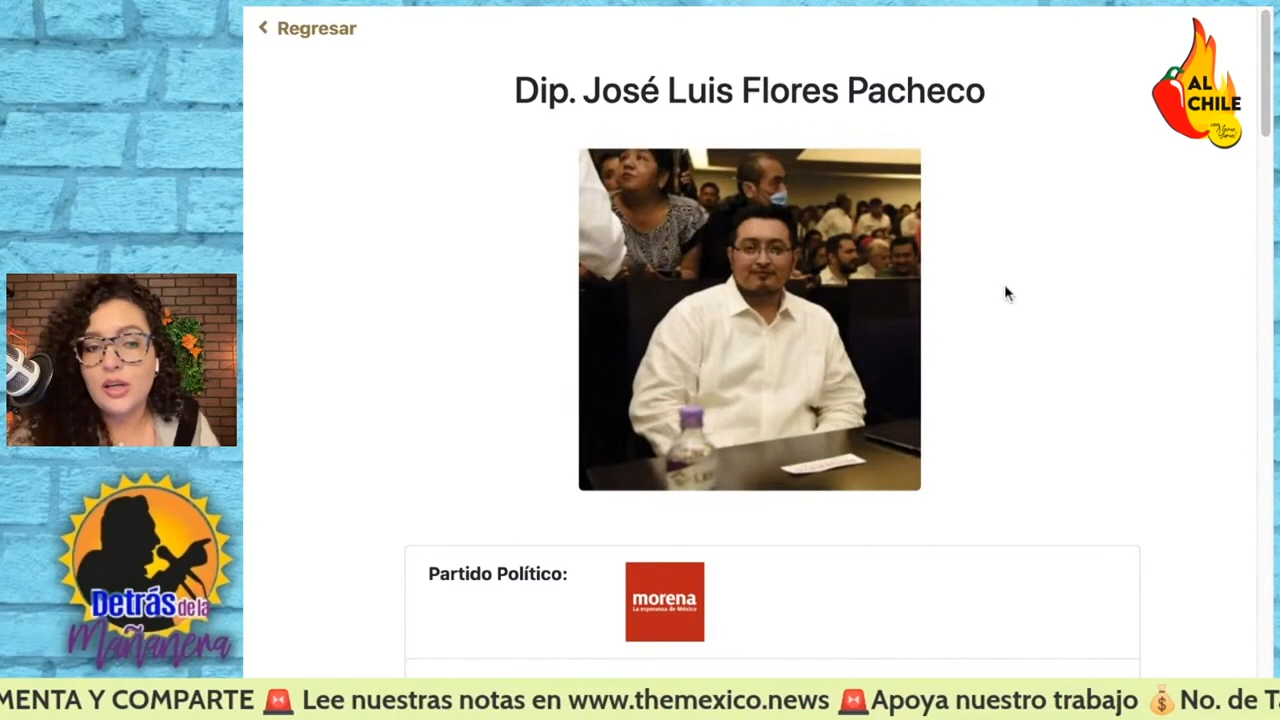 Regresar
Dip. José Luis Flores Pacheco
AL
CHILE
Partido Político:
morena
La esperanza de México
Detrás de la
Mañanera
MENTA Y COMPARTE 🚨 Lee nuestras notas en www.themexico.news 🚨Apoya nuestro trabajo 💰No. de T